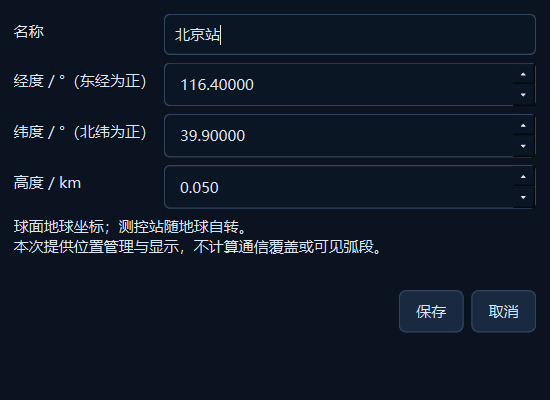 名称
北京站
经度 / °（东经为正）
116.40000
纬度 / °（北纬为正）
39.90000
高度 / km
0.050
球面地球坐标；测控站随地球自转。
本次提供位置管理与显示，不计算通信覆盖或可见弧段。
保存
取消